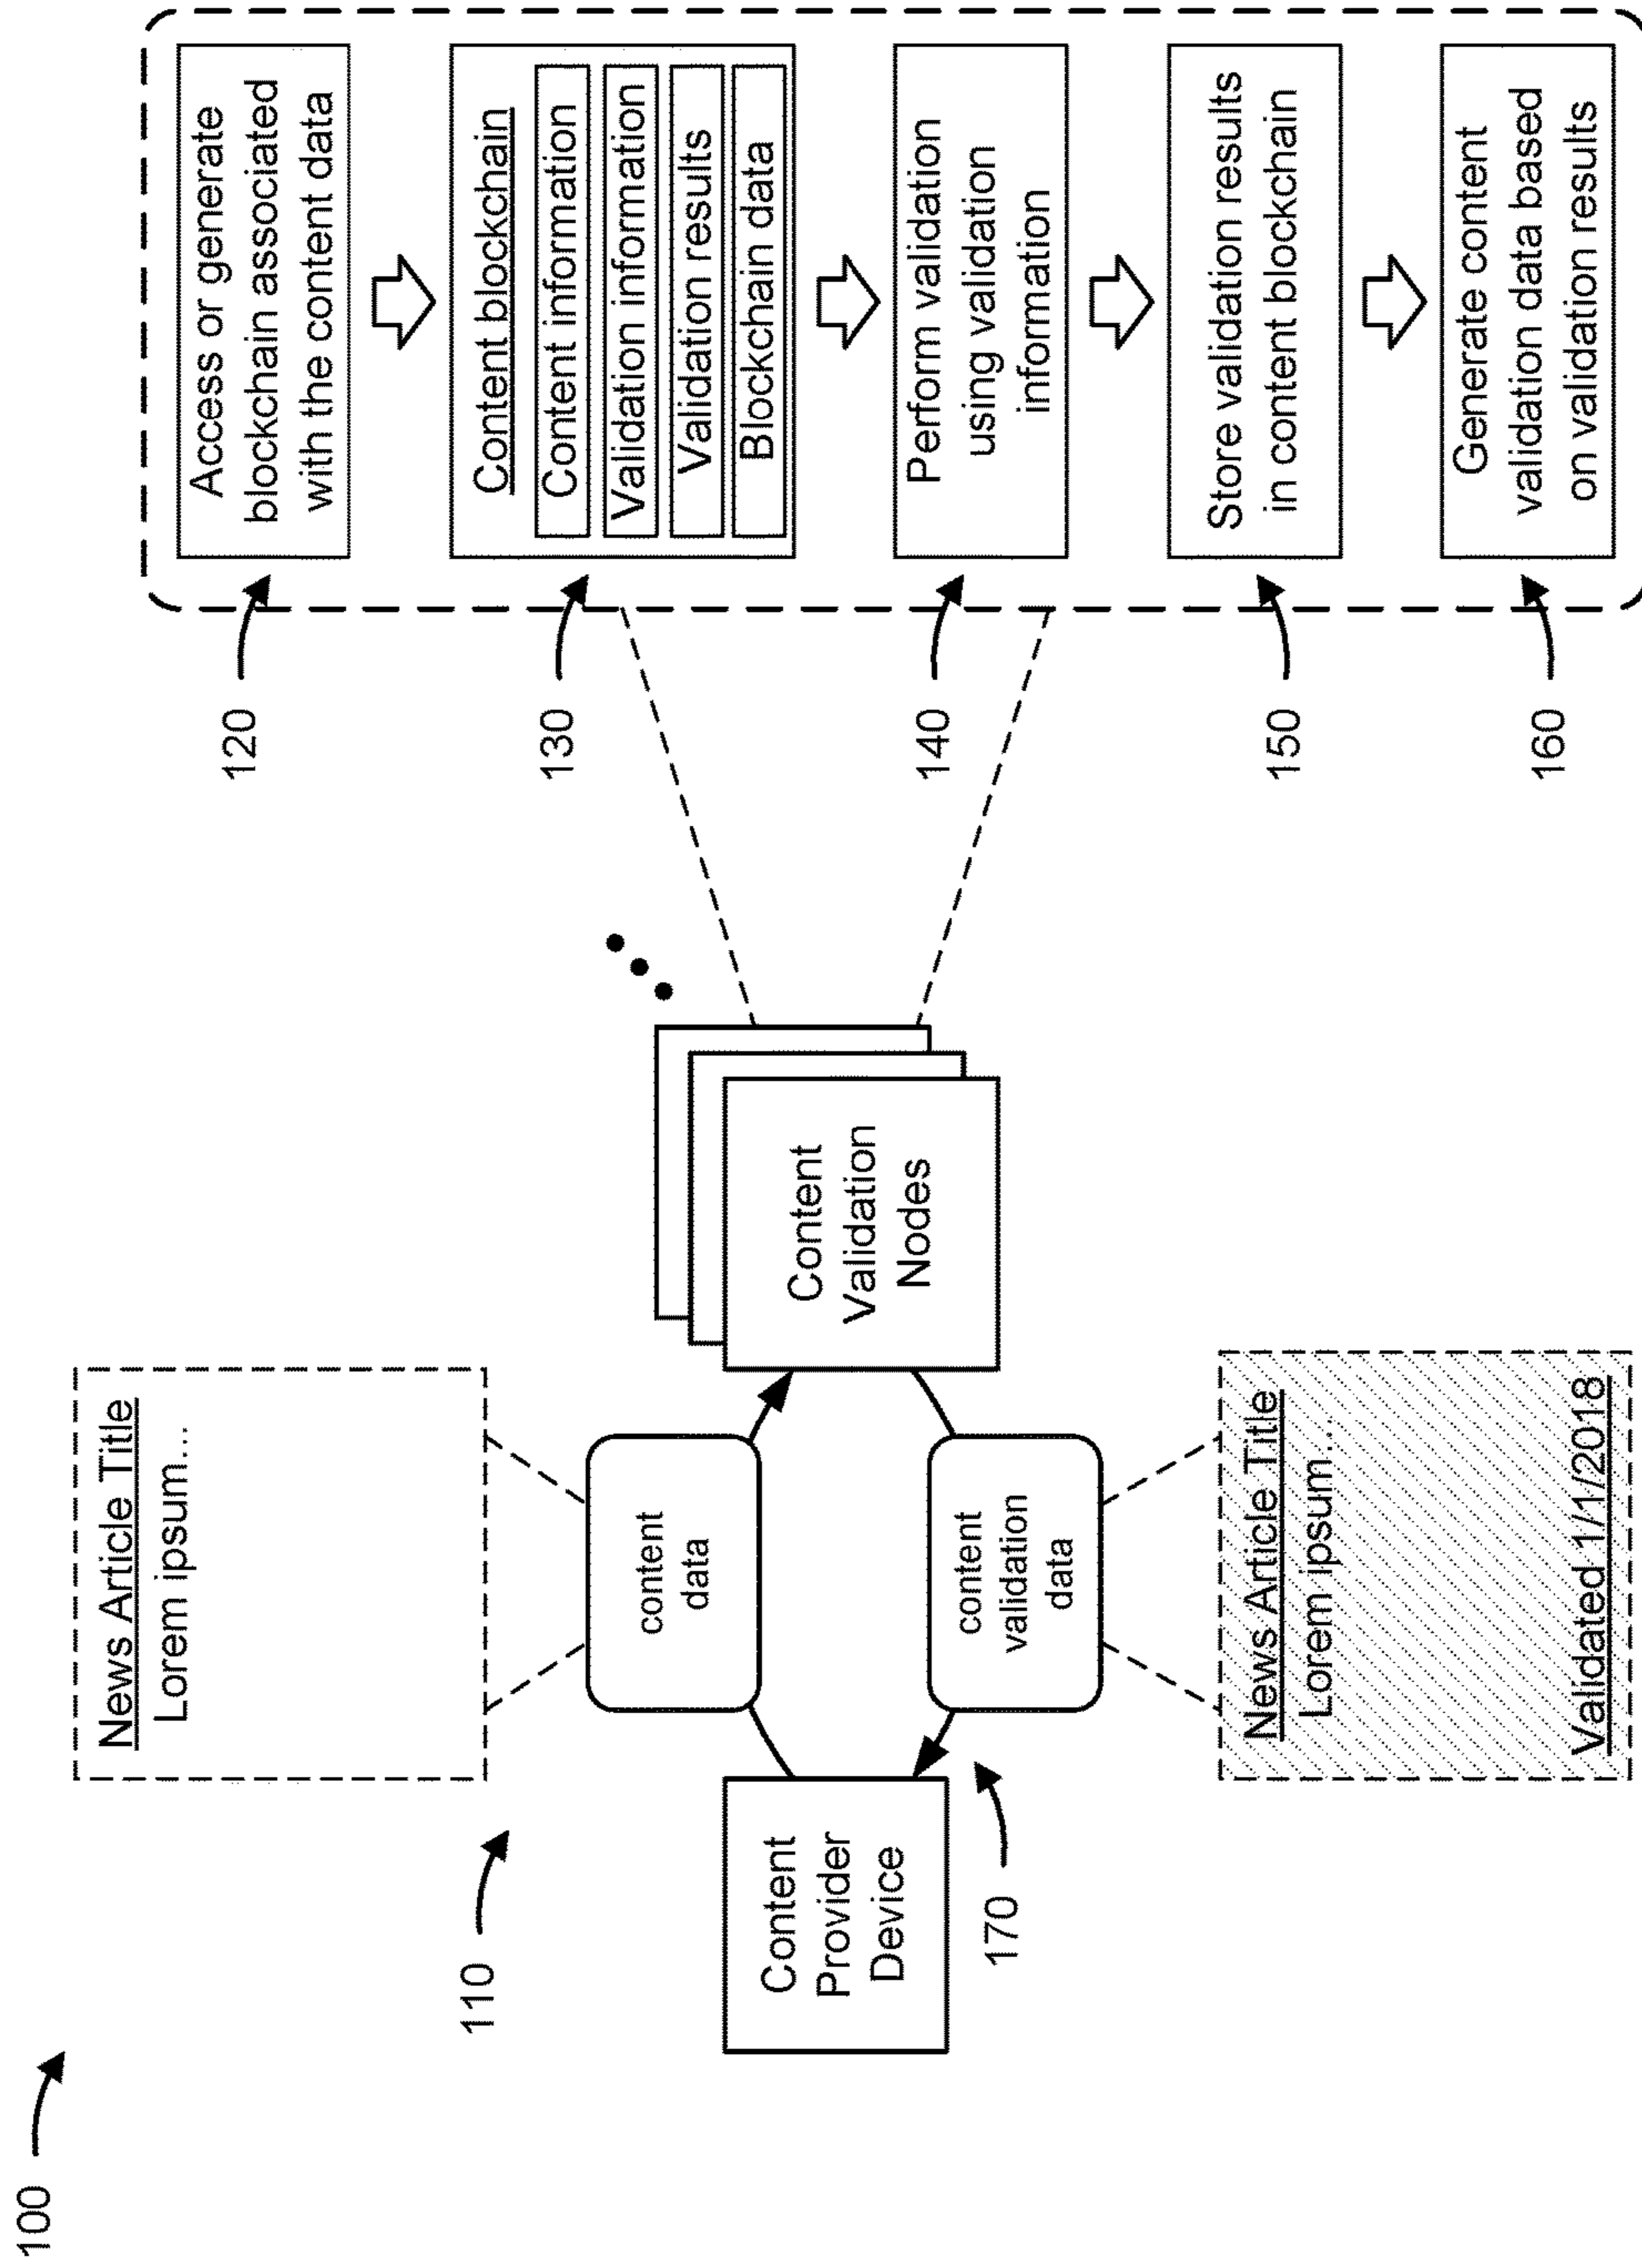 100
110
News Article Title
Lorem ipsum...
content
data
Content
Provider
Device
Content
Validation
Nodes
170
content
validation
data
News Article Title
Lorem ipsum...
Validated 1/1/2018
120
Access or generate
blockchain associated
with the content data
130
Content blockchain
Content information
Validation information
Validation results
Blockchain data
140
Perform validation
using validation
information
150
Store validation results
in content blockchain
160
Generate content
validation data based
on validation results